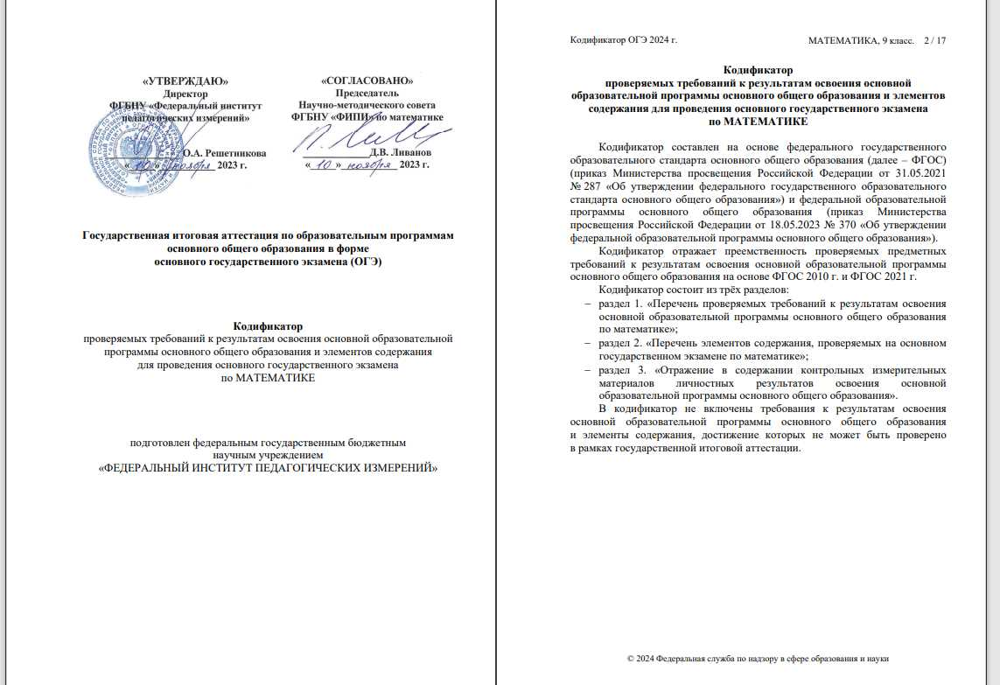 «УТВЕРЖДАЮ»
Директор
ФГБНУ «Федеральный институт
педагогических измерений»
О.А. Решетникова
«10» ноября 2023 г.
«СОГЛАСОВАНО»
Председатель
Научно-методического совета
ФГБНУ «ФИПИ» по математике
Д.В. Ливанов
«10» ноября 2023 г.
Государственная итоговая аттестация по образовательным программам
основного общего образования в форме
основного государственного экзамена (ОГЭ)
Кодификатор
проверяемых требований к результатам освоения основной образовательной
программы основного общего образования и элементов содержания
для проведения основного государственного экзамена
по МАТЕМАТИКЕ
подготовлен федеральным государственным бюджетным
научным учреждением
«ФЕДЕРАЛЬНЫЙ ИНСТИТУТ ПЕДАГОГИЧЕСКИХ ИЗМЕРЕНИЙ»
Кодификатор ОГЭ 2024 г. МАТЕМАТИКА, 9 класс. 2 / 17
Кодификатор
проверяемых требований к результатам освоения основной
образовательной программы основного общего образования и элементов
содержания для проведения основного государственного экзамена
по МАТЕМАТИКЕ
Кодификатор составлен на основе федерального государственного
образовательного стандарта основного общего образования (далее – ФГОС)
(приказ Министерства просвещения Российской Федерации от 31.05.2021
№ 287 «Об утверждении федерального государственного образовательного
стандарта основного общего образования») и федеральной образовательной
программы основного общего образования (приказ Министерства
просвещения Российской Федерации от 18.05.2023 № 370 «Об утверждении
федеральной образовательной программы основного общего образования»).
Кодификатор отражает преемственность проверяемых предметных
требований к результатам освоения основной образовательной программы
основного общего образования на основе ФГОС 2010 г. и ФГОС 2021 г.
Кодификатор состоит из трёх разделов:
– раздел 1. «Перечень проверяемых требований к результатам освоения
основной образовательной программы основного общего образования
по математике»;
– раздел 2. «Перечень элементов содержания, проверяемых на основном
государственном экзамене по математике»;
– раздел 3. «Отражение в содержании контрольных измерительных
материалов личностных результатов освоения основной
образовательной программы основного общего образования».
В кодификатор не включены требования к результатам освоения
основной образовательной программы основного общего образования
и элементы содержания, достижение которых не может быть проверено
в рамках государственной итоговой аттестации.
© 2024 Федеральная служба по надзору в сфере образования и науки